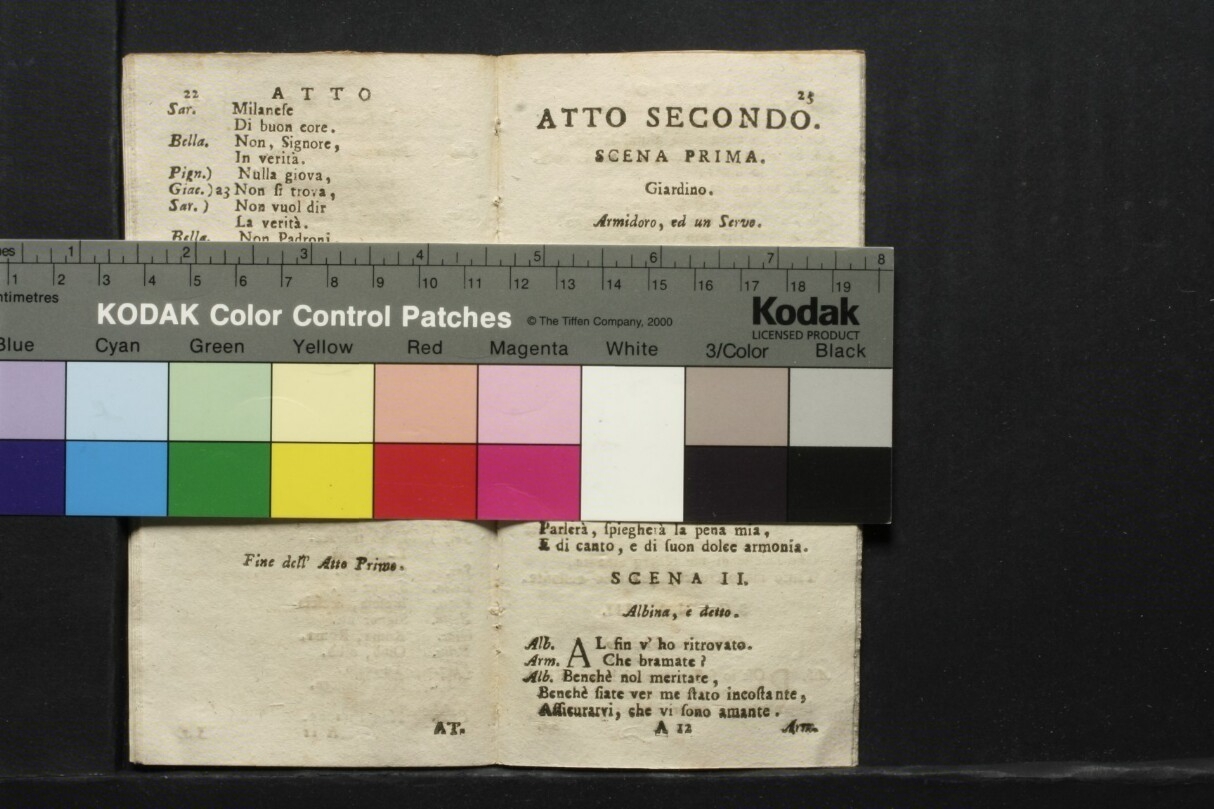 22 ATTO
Sar. Milanese
Di buon core.
Bella. Non, Signore,
In verità.
Pign.) Nulla giova,
Giac.)a3 Non si trova,
Sar. ) Non vuol dir
La verità.
Bella. Non Padroni
Fine dell' Atto Primo.
AT.
25
ATTO SECONDO.
SCENA PRIMA.
Giardino.
Armidoro, ed un Servo.
1 2 3 4 5 6 7 8
1 2 3 4 5 6 7 8 9 10 11 12 13 14 15 16 17 18 19
KODAK Color Control Patches © The Tiffen Company, 2000 Kodak
LICENSED PRODUCT
Blue Cyan Green Yellow Red Magenta White 3/Color Black
Parlerà, spiegherà la pena mia,
E di canto, e di suon dolce armonia.
SCENA II.
Albina, e detto.
Alb. AL fin v' ho ritrovato.
Arm. Che bramate?
Alb. Benchè nol meritate,
Benchè siate ver me stato incostante,
Assicurarvi, che vi sono amante.
A 12 Arm.